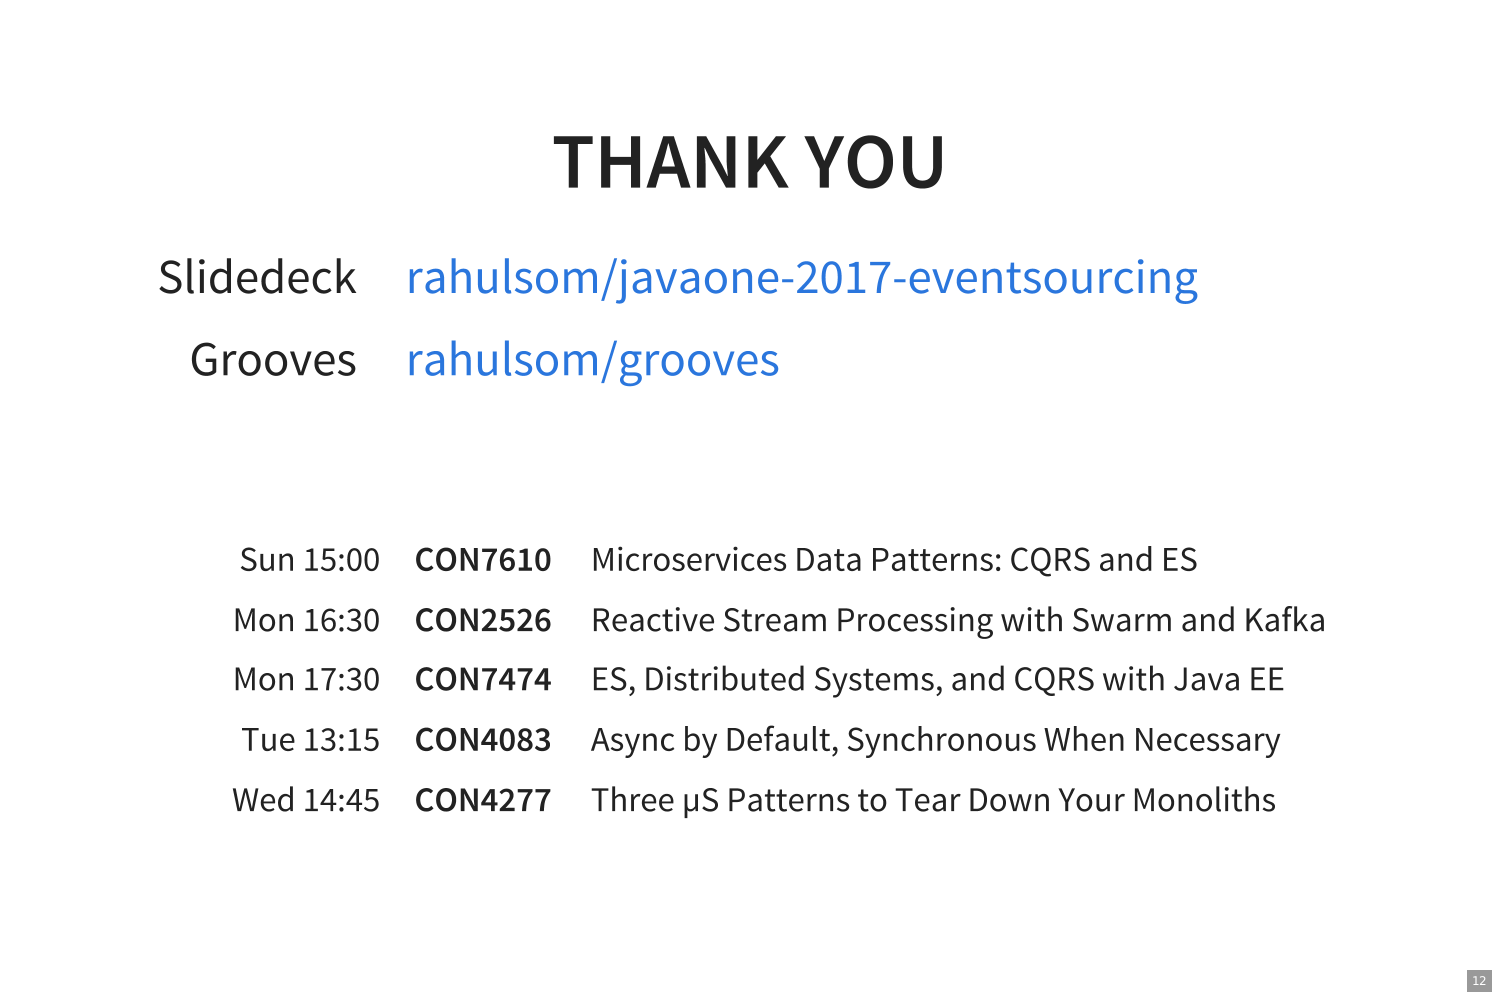 THANK YOU
Slidedeck rahulsom/javaone-2017-eventsourcing
Grooves rahulsom/grooves
Sun 15:00 CON7610 Microservices Data Patterns: CQRS and ES
Mon 16:30 CON2526 Reactive Stream Processing with Swarm and Kafka
Mon 17:30 CON7474 ES, Distributed Systems, and CQRS with Java EE
Tue 13:15 CON4083 Async by Default, Synchronous When Necessary
Wed 14:45 CON4277 Three µS Patterns to Tear Down Your Monoliths
12